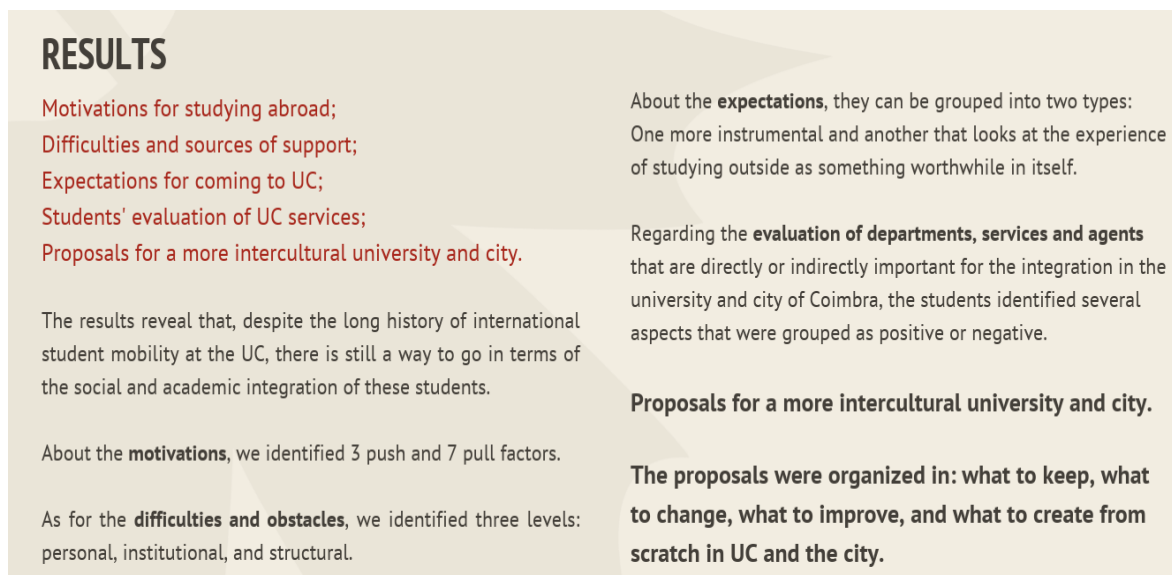 RESULTS
Motivations for studying abroad;
Difficulties and sources of support;
Expectations for coming to UC;
Students' evaluation of UC services;
Proposals for a more intercultural university and city.
The results reveal that, despite the long history of international
student mobility at the UC, there is still a way to go in terms of
the social and academic integration of these students.
About the motivations, we identified 3 push and 7 pull factors.
As for the difficulties and obstacles, we identified three levels:
personal, institutional, and structural.
About the expectations, they can be grouped into two types:
One more instrumental and another that looks at the experience
of studying outside as something worthwhile in itself.
Regarding the evaluation of departments, services and agents
that are directly or indirectly important for the integration in the
university and city of Coimbra, the students identified several
aspects that were grouped as positive or negative.
Proposals for a more intercultural university and city.
The proposals were organized in: what to keep, what
to change, what to improve, and what to create from
scratch in UC and the city.